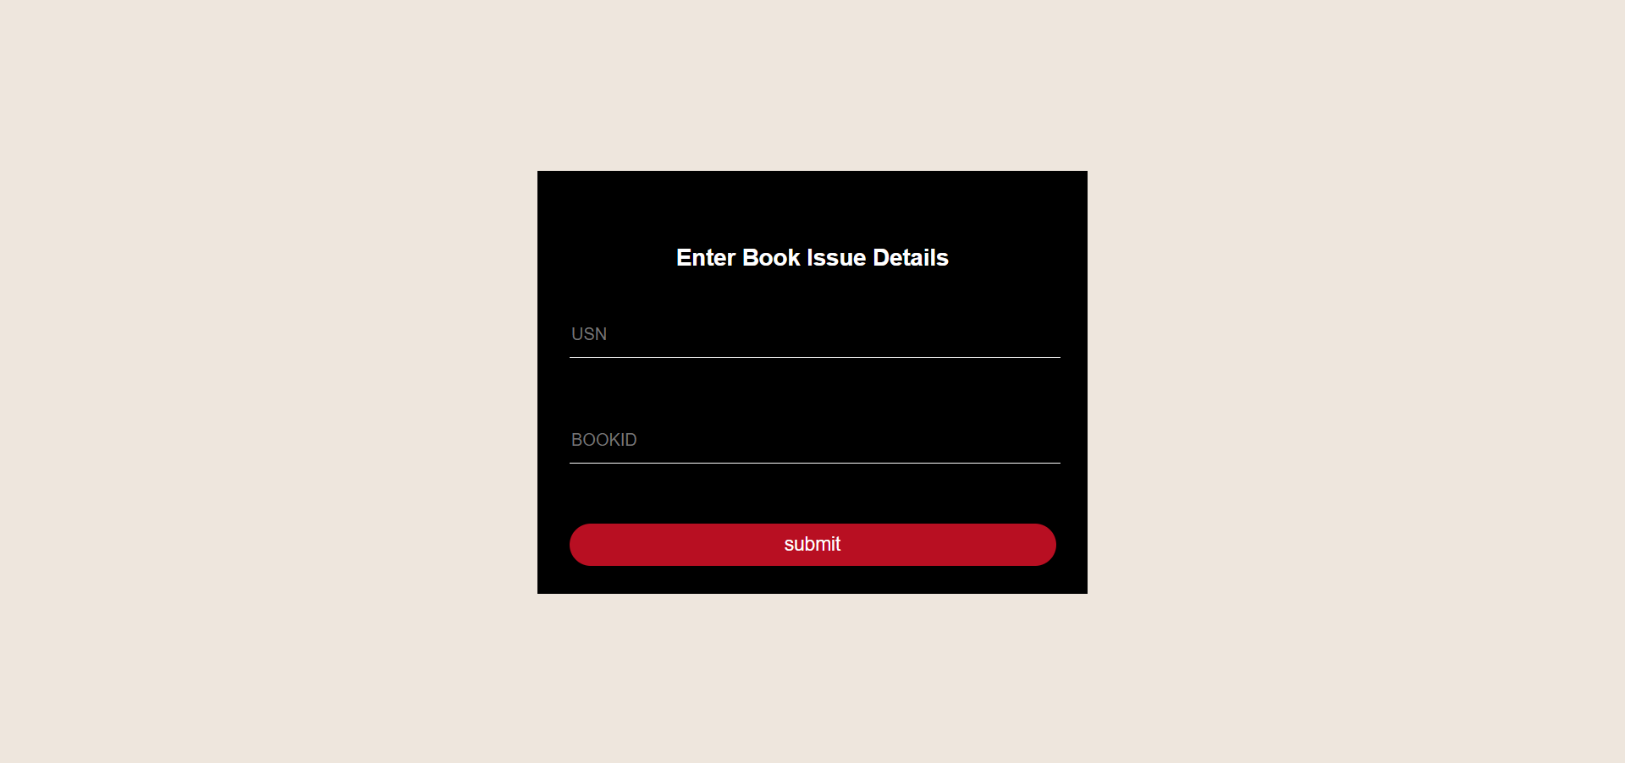 Enter Book Issue Details
USN
BOOKID
submit